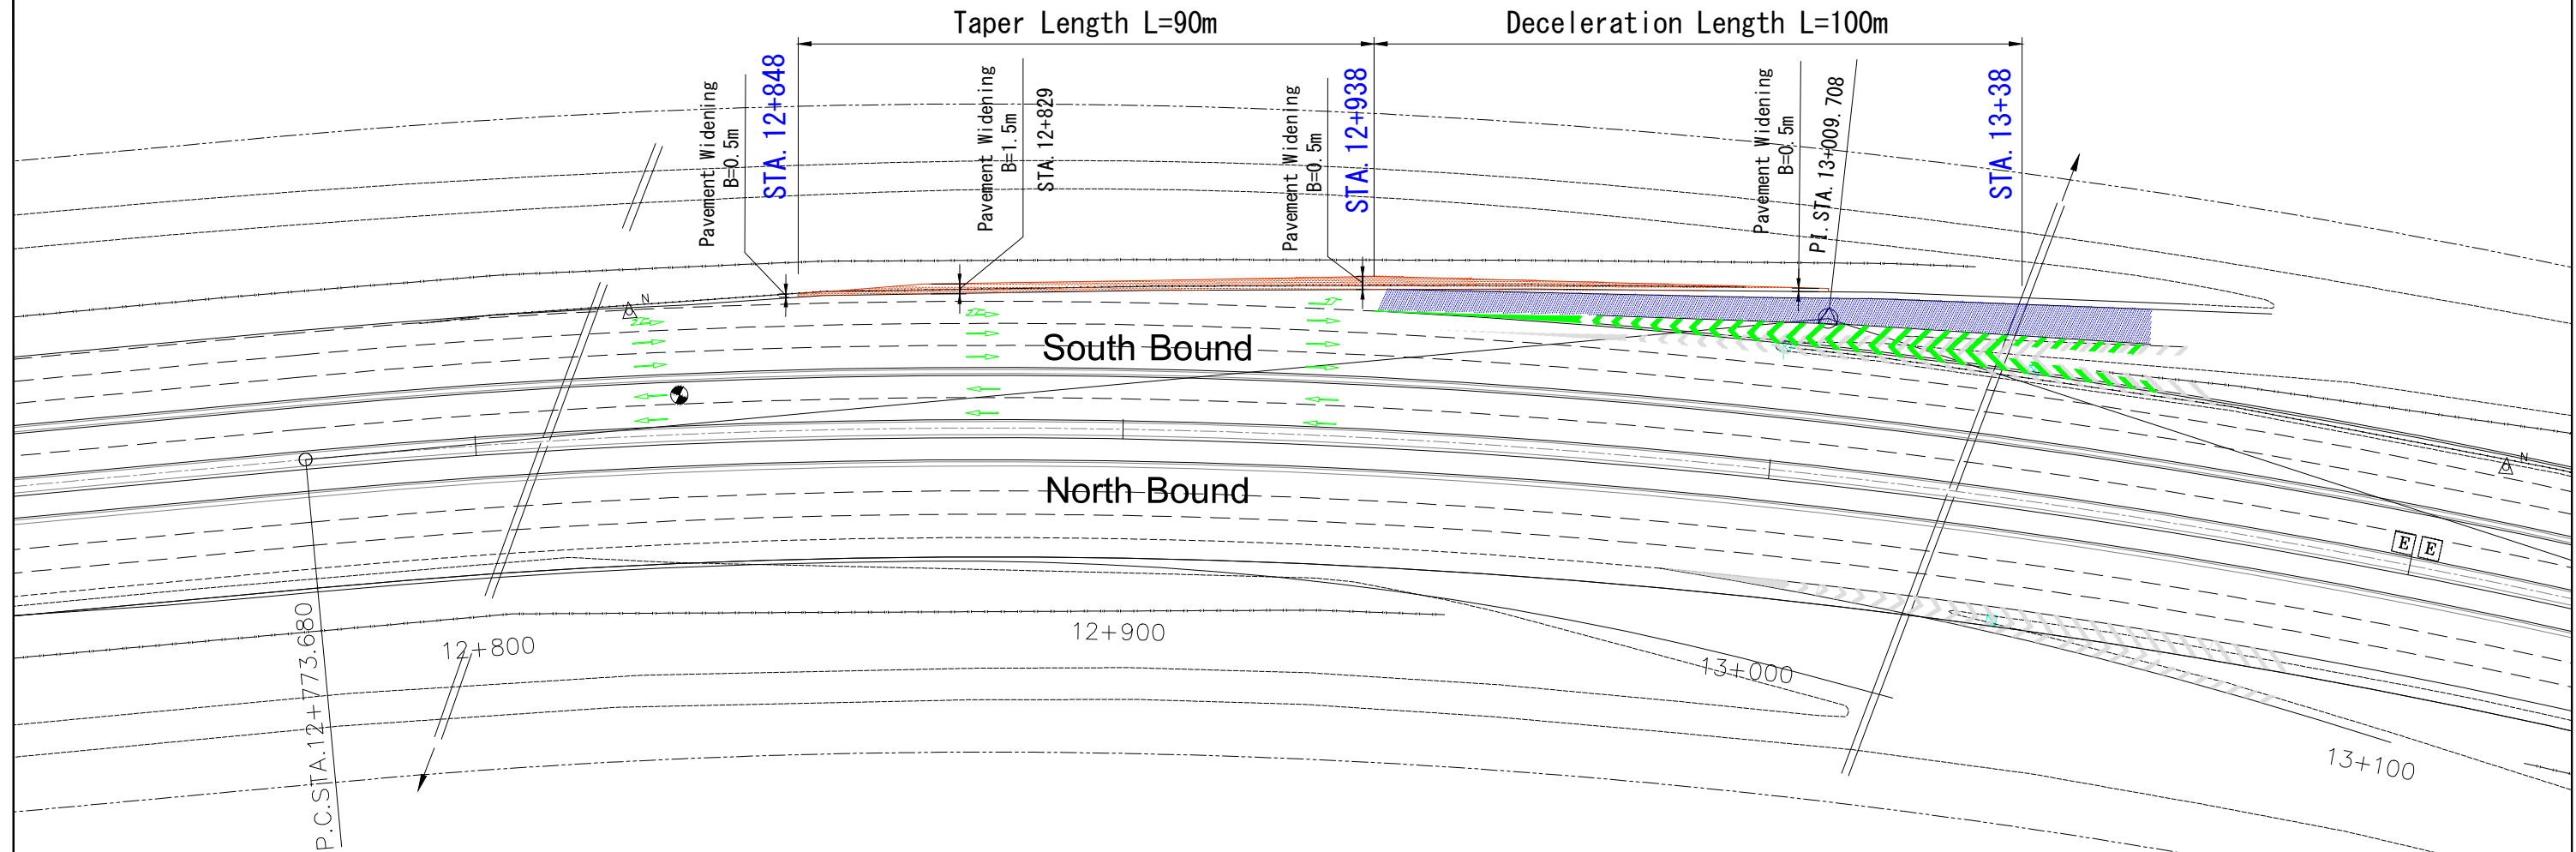 Taper Length L=90m
Deceleration Length L=100m
Pavement Widening
B=0.5m
STA. 12+848
Pavement Widening
B=1.5m
STA. 12+829
Pavement Widening
B=0.5m
STA. 12+938
Pavement Widening
B=0.5m
PI. STA. 13+009.708
STA. 13+38
N
South Bound
North Bound
N
E E
P.C.STA.12+773.680
12+800
12+900
13+000
13+100